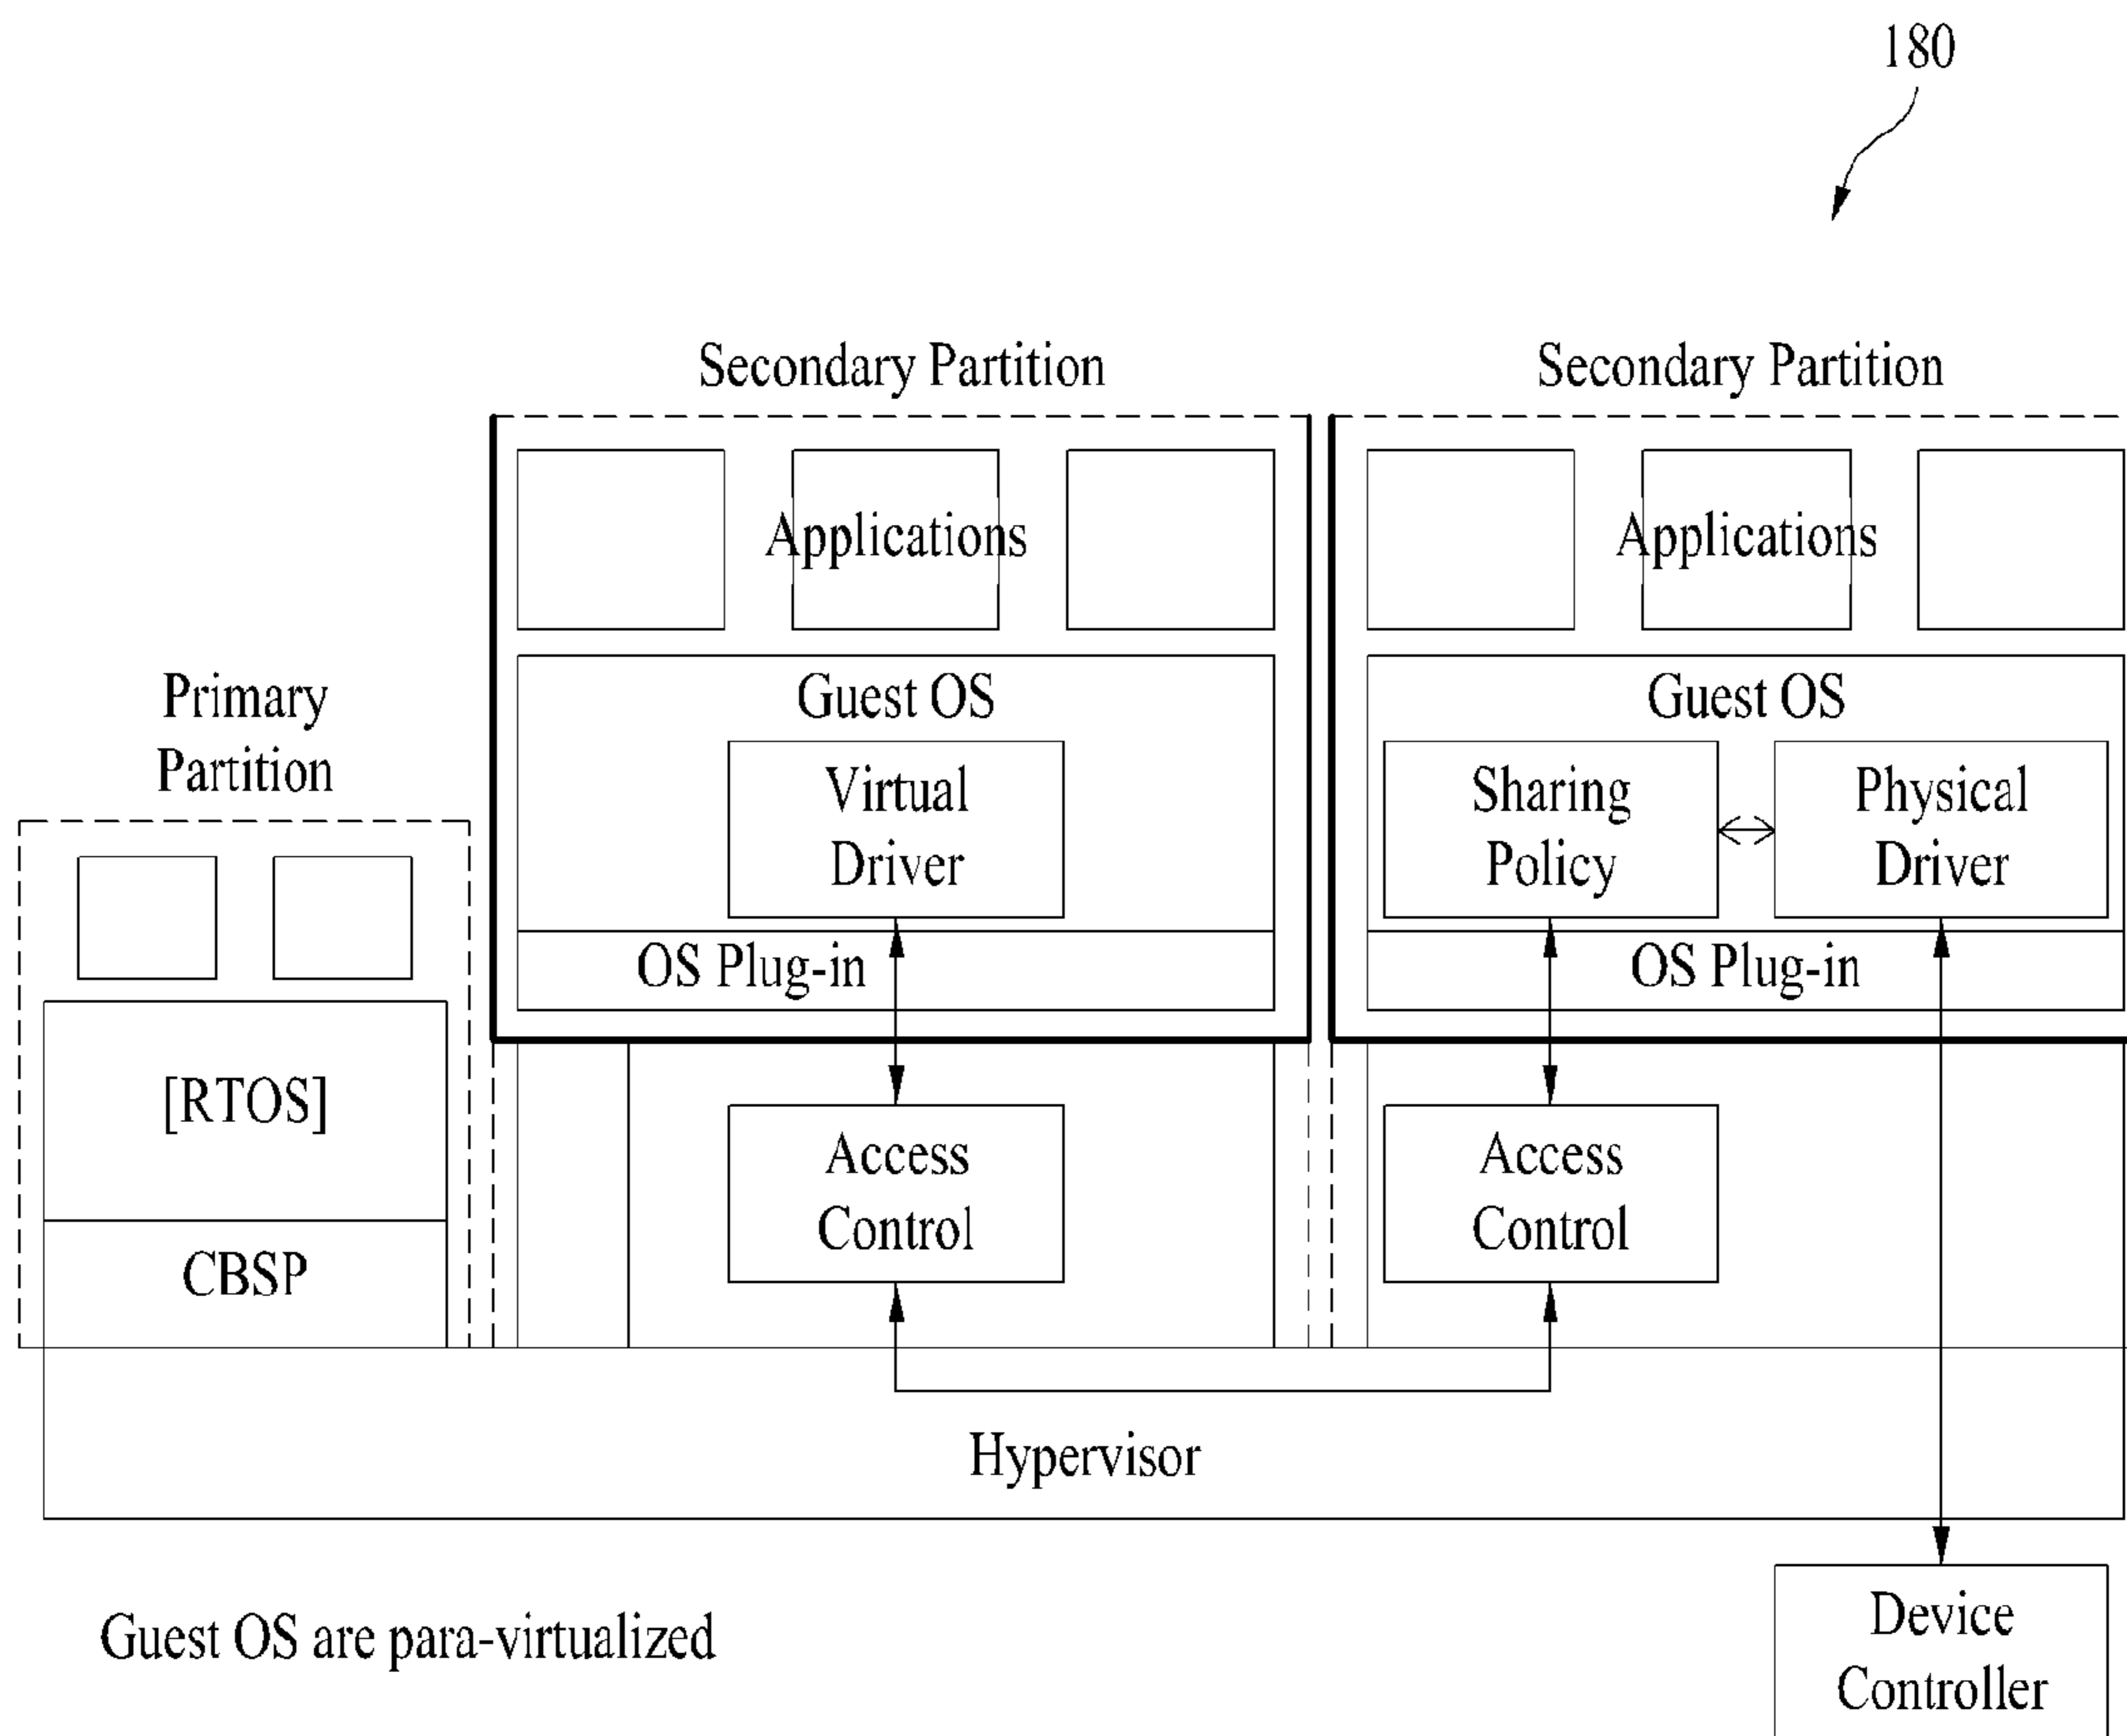 180
Secondary Partition
Secondary Partition
Applications
Applications
Primary
Partition
Guest OS
Guest OS
Virtual
Driver
Sharing
Policy
Physical
Driver
OS Plug-in
OS Plug-in
[RTOS]
CBSP
Access
Control
Access
Control
Hypervisor
Guest OS are para-virtualized
Device
Controller